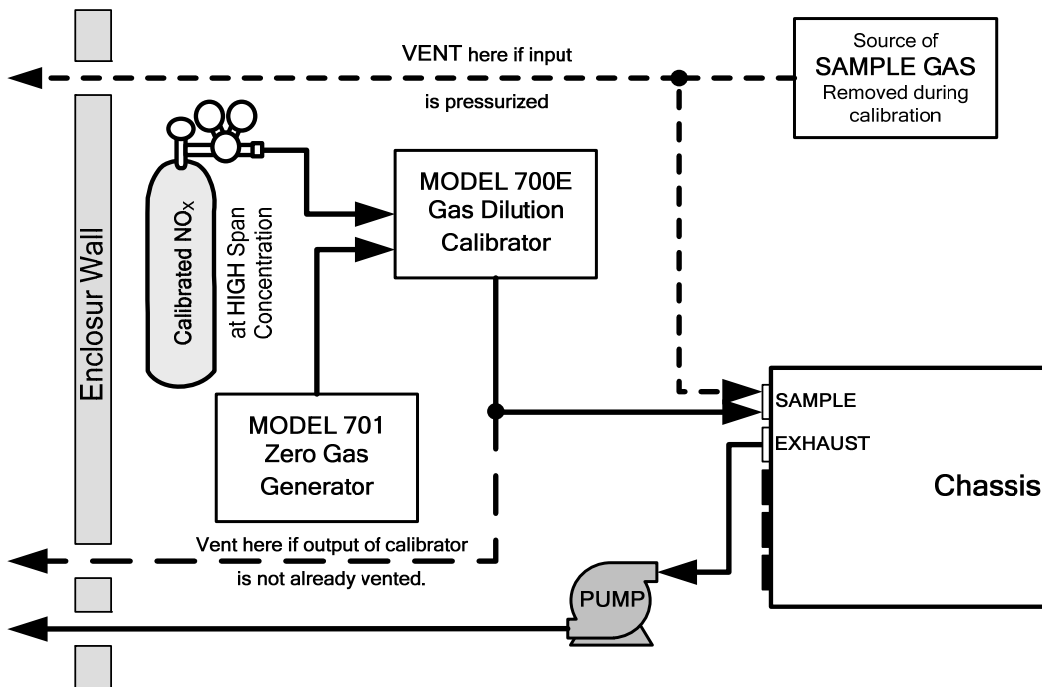 VENT here if input
is pressurized
Source of
SAMPLE GAS
Removed during
calibration
Enclosur Wall
Calibrated NOX
at HIGH Span
Concentration
MODEL 700E
Gas Dilution
Calibrator
MODEL 701
Zero Gas
Generator
SAMPLE
EXHAUST
Chassis
Vent here if output of calibrator
is not already vented.
PUMP